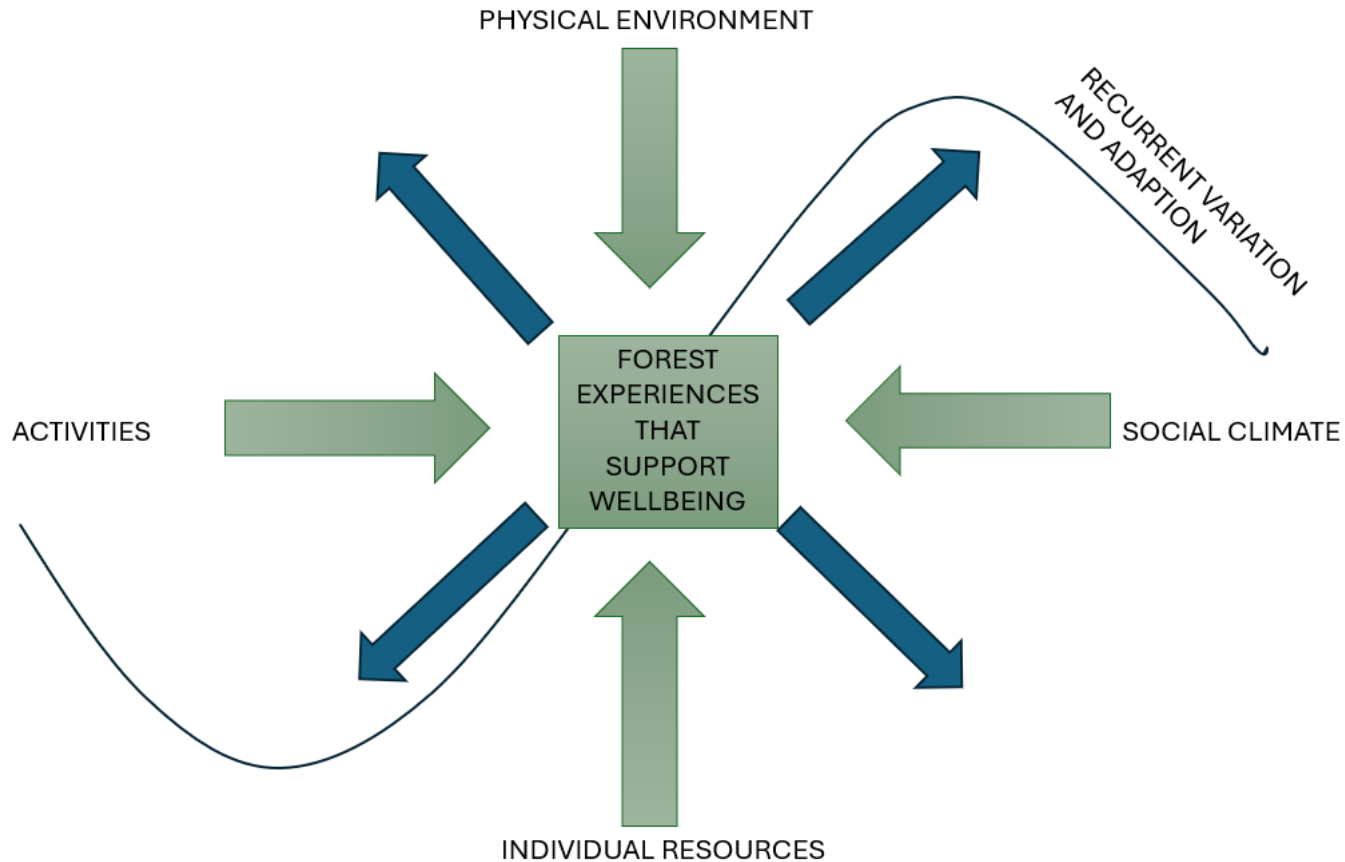 PHYSICAL ENVIRONMENT
RECURRENT VARIATION
AND ADAPTION
FOREST
EXPERIENCES
THAT
SUPPORT
WELLBEING
ACTIVITIES
SOCIAL CLIMATE
INDIVIDUAL RESOURCES